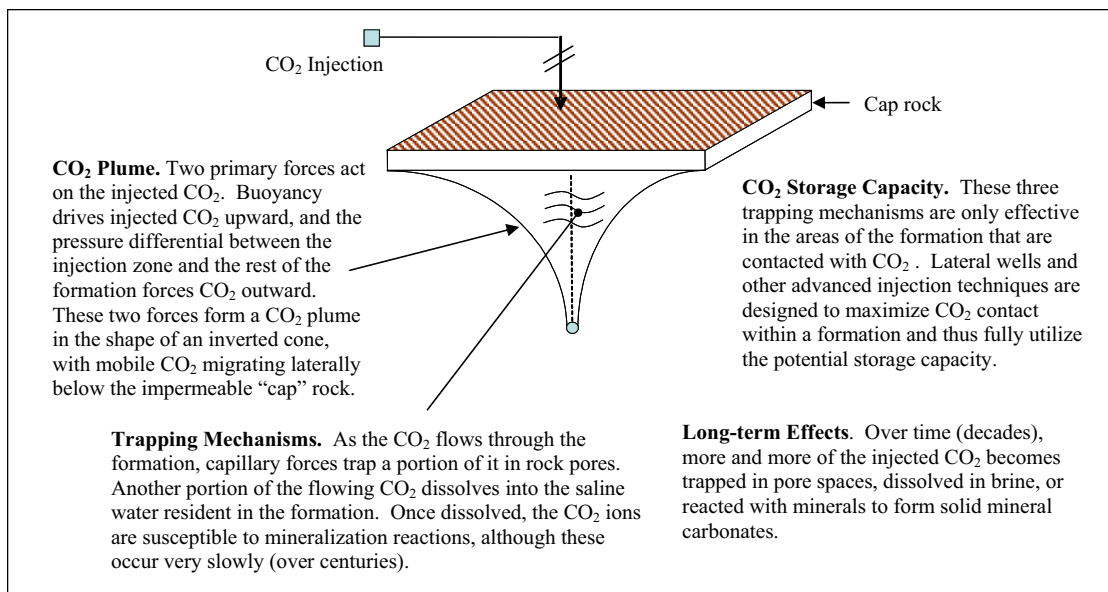 CO₂ Injection
Cap rock
CO₂ Plume. Two primary forces act
on the injected CO₂. Buoyancy
drives injected CO₂ upward, and the
pressure differential between the
injection zone and the rest of the
formation forces CO₂ outward.
These two forces form a CO₂ plume
in the shape of an inverted cone,
with mobile CO₂ migrating laterally
below the impermeable “cap” rock.
CO₂ Storage Capacity. These three
trapping mechanisms are only effective
in the areas of the formation that are
contacted with CO₂ . Lateral wells and
other advanced injection techniques are
designed to maximize CO₂ contact
within a formation and thus fully utilize
the potential storage capacity.
Trapping Mechanisms. As the CO₂ flows through the
formation, capillary forces trap a portion of it in rock pores.
Another portion of the flowing CO₂ dissolves into the saline
water resident in the formation. Once dissolved, the CO₂ ions
are susceptible to mineralization reactions, although these
occur very slowly (over centuries).
Long-term Effects. Over time (decades),
more and more of the injected CO₂ becomes
trapped in pore spaces, dissolved in brine, or
reacted with minerals to form solid mineral
carbonates.